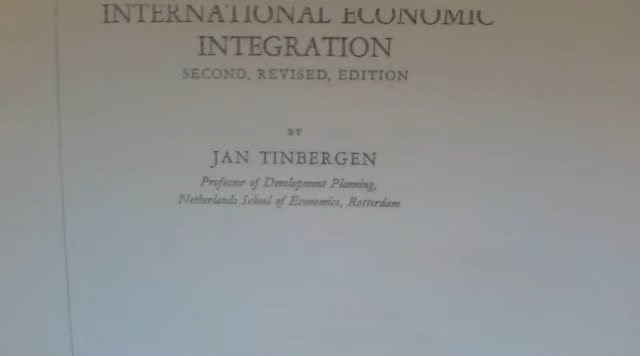 INTERNATIONAL ECONOMIC
INTEGRATION
SECOND, REVISED, EDITION
BY
JAN TINBERGEN
Professor of Development Planning,
Netherlands School of Economics, Rotterdam